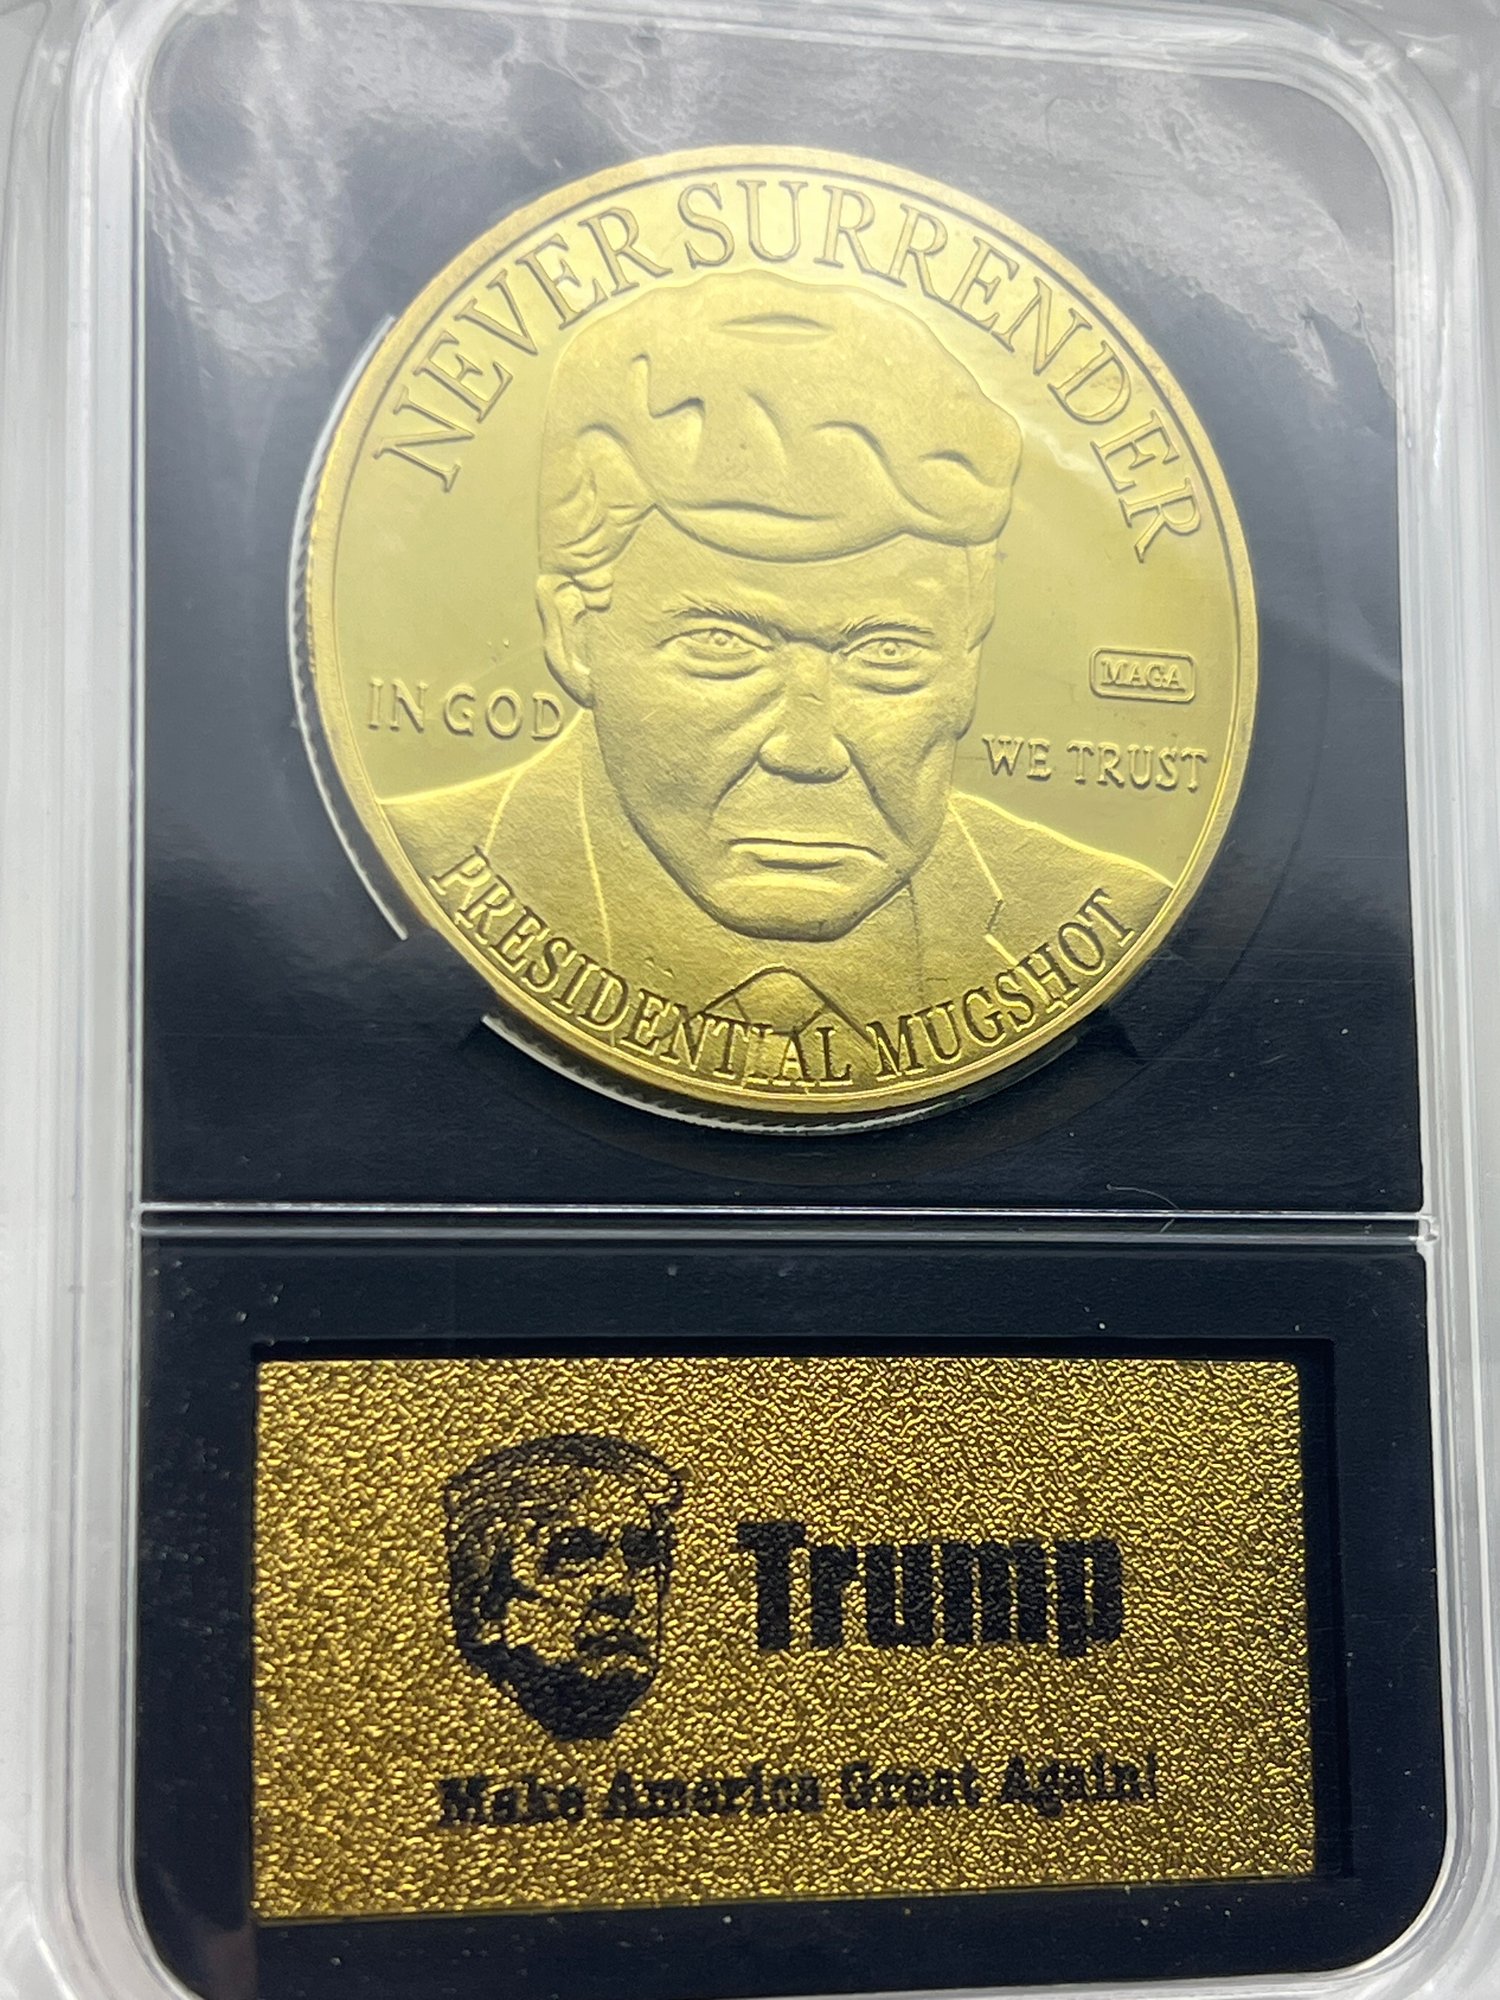 NEVER SURRENDER
MAGA
IN GOD WE TRUST
PRESIDENTIAL MUGSHOT
Trump
Make America Great Again!